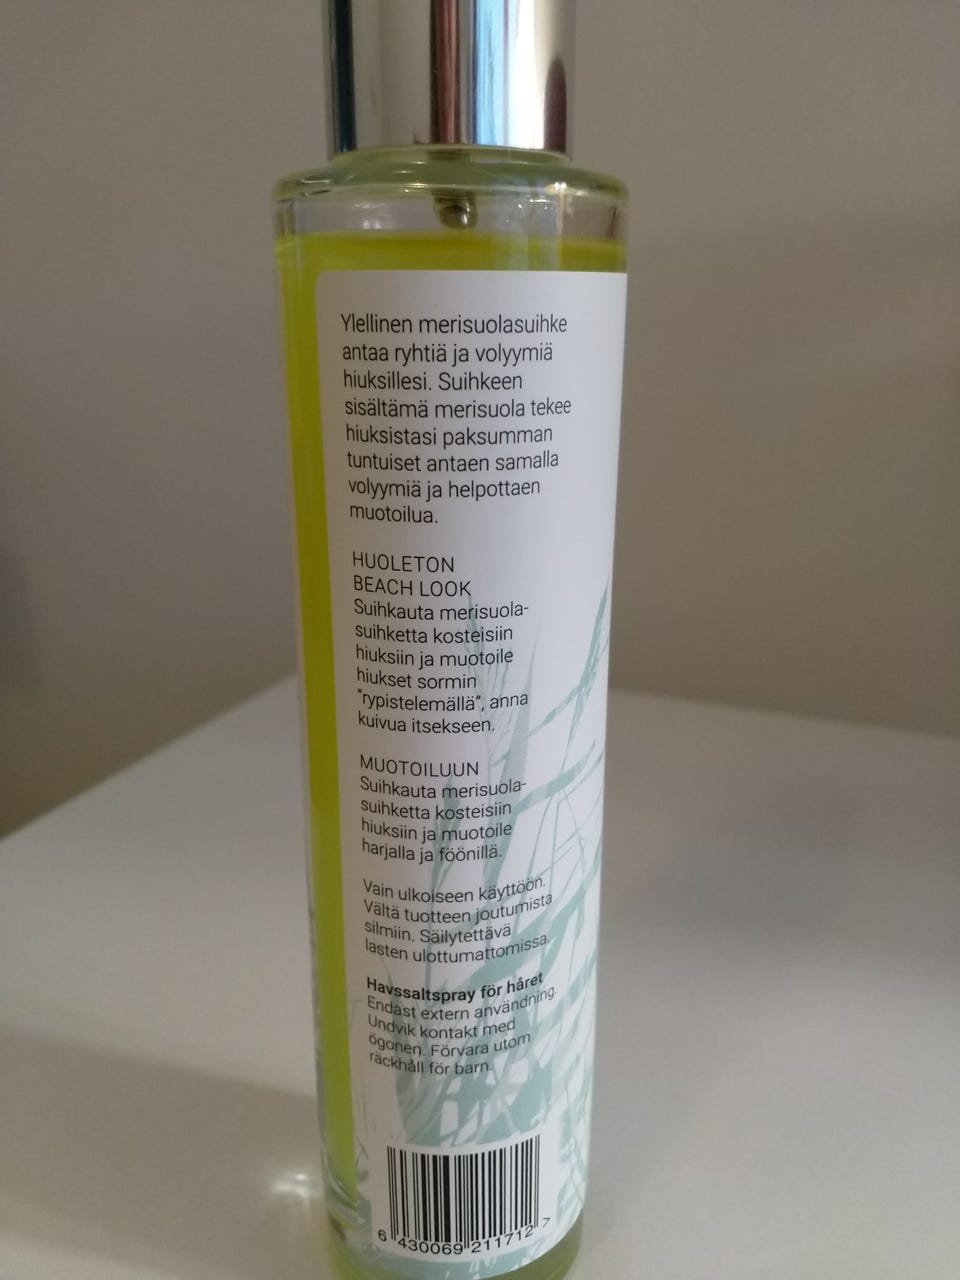 Ylellinen merisuolasuihke
antaa ryhtiä ja volyymiä
hiuksillesi. Suihkeen
sisältämä merisuola tekee
hiuksistasi paksumman
tuntuiset antaen samalla
volyymiä ja helpottaen
muotoilua.
HUOLETON
BEACH LOOK
Suihkauta merisuola-
suihketta kosteisiin
hiuksiin ja muotoile
hiukset sormin
"rypistelemällä", anna
kuivua itsekseen.
MUOTOILUUN
Suihkauta merisuola-
suihketta kosteisiin
hiuksiin ja muotoile
harjalla ja föönillä.
Vain ulkoiseen käyttöön.
Vältä tuotteen joutumista
silmiin. Säilytettävä
lasten ulottumattomissa.
Havssaltspray för håret
Endast extern användning.
Undvik kontakt med
ögonen. Förvara utom
räckhåll för barn.
6 430069 211712 7